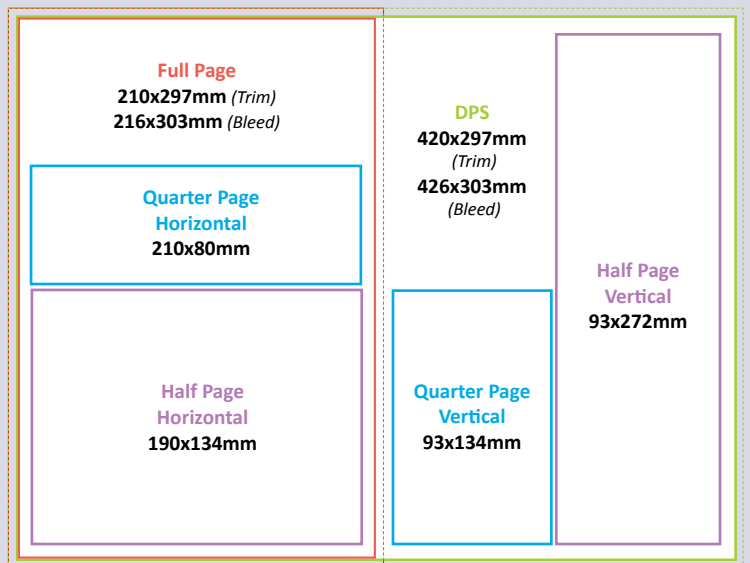 Full Page
210x297mm (Trim)
216x303mm (Bleed)
Quarter Page
Horizontal
210x80mm
Half Page
Horizontal
190x134mm
DPS
420x297mm
(Trim)
426x303mm
(Bleed)
Quarter Page
Vertical
93x134mm
Half Page
Vertical
93x272mm